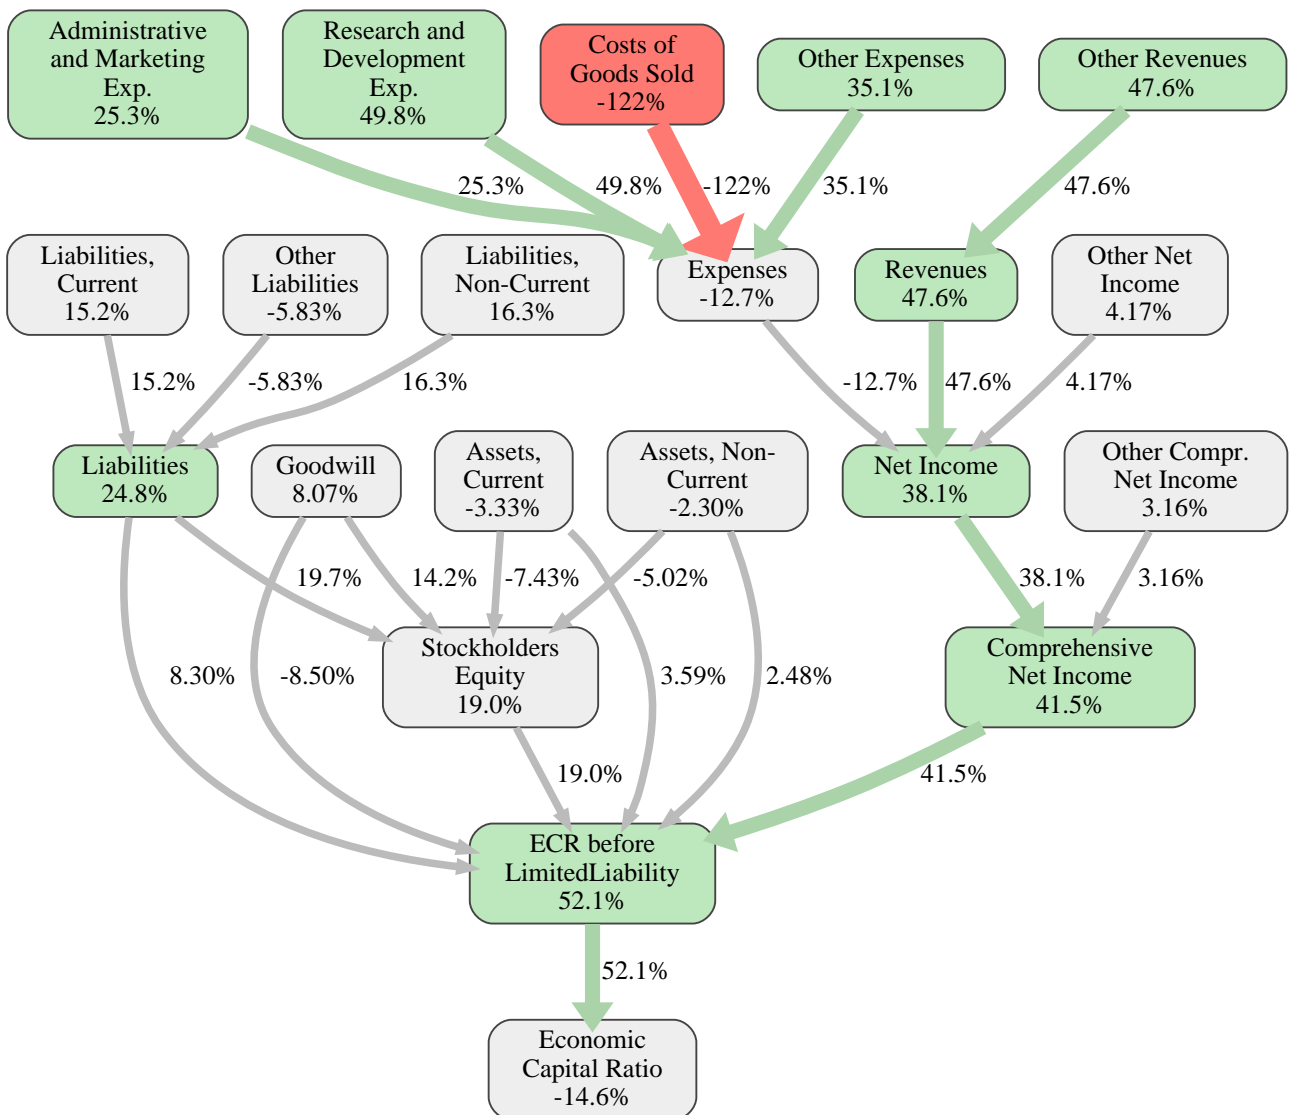 Administrative
and Marketing
Exp.
25.3%
Research and
Development
Exp.
49.8%
Costs of
Goods Sold
-122%
Other Expenses
35.1%
Other Revenues
47.6%
25.3%
49.8%
-122%
35.1%
47.6%
Liabilities,
Current
15.2%
Other
Liabilities
-5.83%
Liabilities,
Non-Current
16.3%
Expenses
-12.7%
Revenues
47.6%
Other Net
Income
4.17%
15.2%
-5.83%
16.3%
-12.7%
47.6%
4.17%
Liabilities
24.8%
Goodwill
8.07%
Assets,
Current
-3.33%
Assets, Non-
Current
-2.30%
Net Income
38.1%
Other Compr.
Net Income
3.16%
19.7%
14.2%
-7.43%
-5.02%
38.1%
3.16%
8.30%
-8.50%
Stockholders
Equity
19.0%
3.59%
2.48%
Comprehensive
Net Income
41.5%
19.0%
41.5%
ECR before
LimitedLiability
52.1%
52.1%
Economic
Capital Ratio
-14.6%